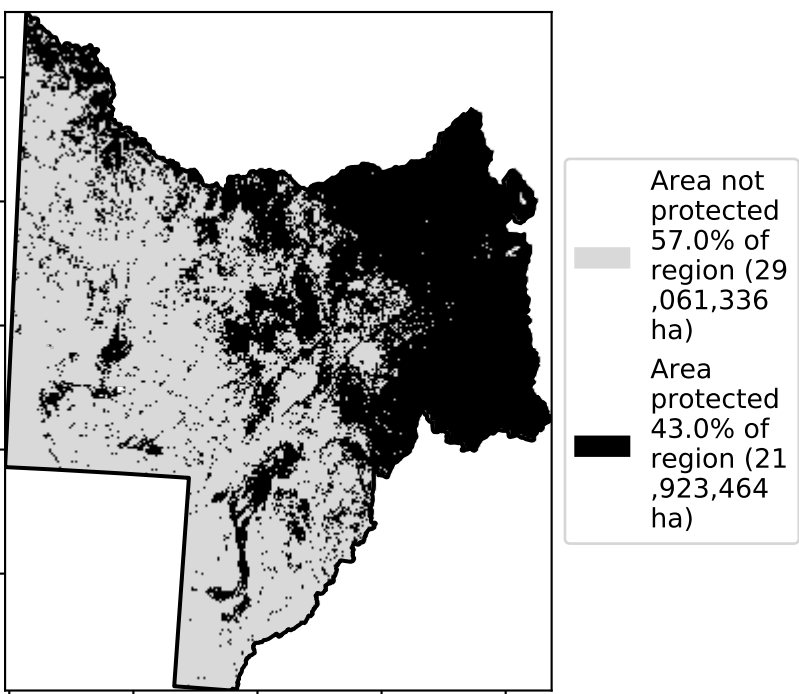 Area not
protected
57.0% of
region (29
,061,336
ha)
Area
protected
43.0% of
region (21
,923,464
ha)